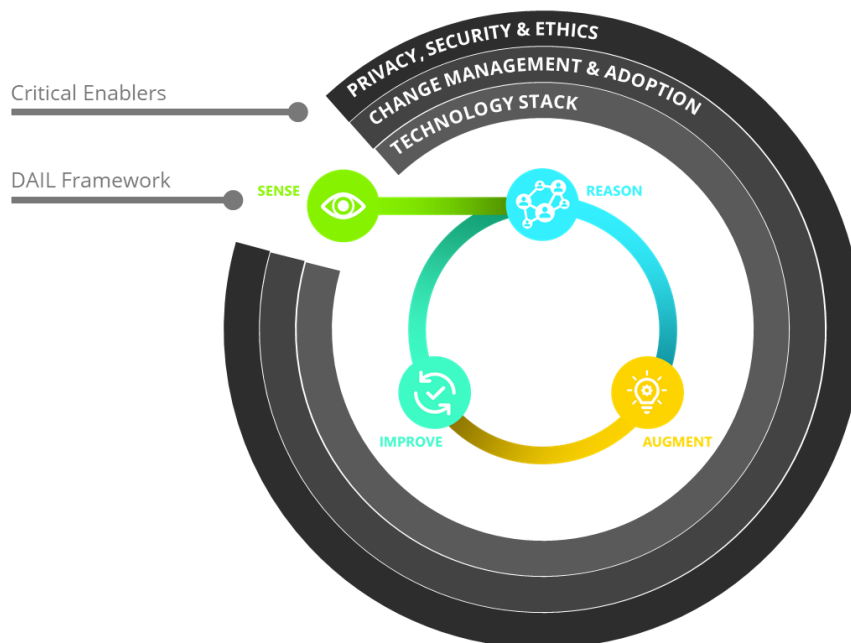 PRIVACY, SECURITY & ETHICS
CHANGE MANAGEMENT & ADOPTION
TECHNOLOGY STACK
Critical Enablers
DAIL Framework
SENSE
REASON
IMPROVE
AUGMENT